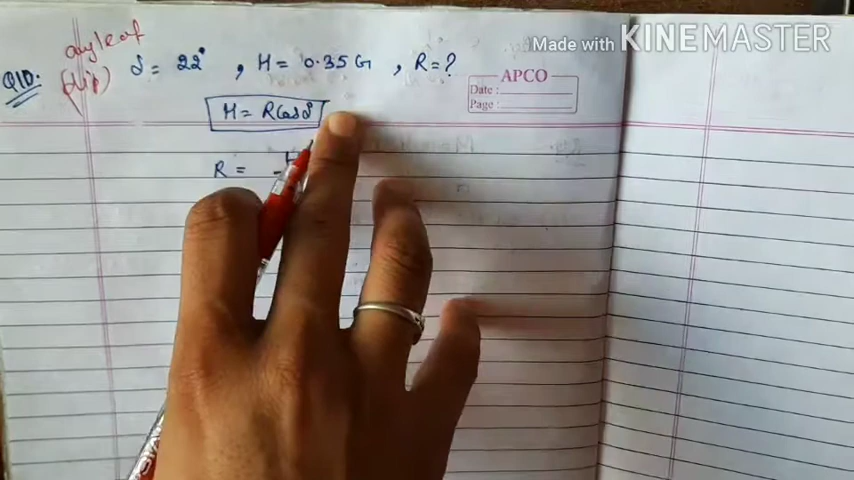 Made with KINEMASTER
angle of
(dip)
Q10. δ = 22°, H = 0.35 G, R = ?
APCO
Date :
Page :
H = R Cos δ
R = H